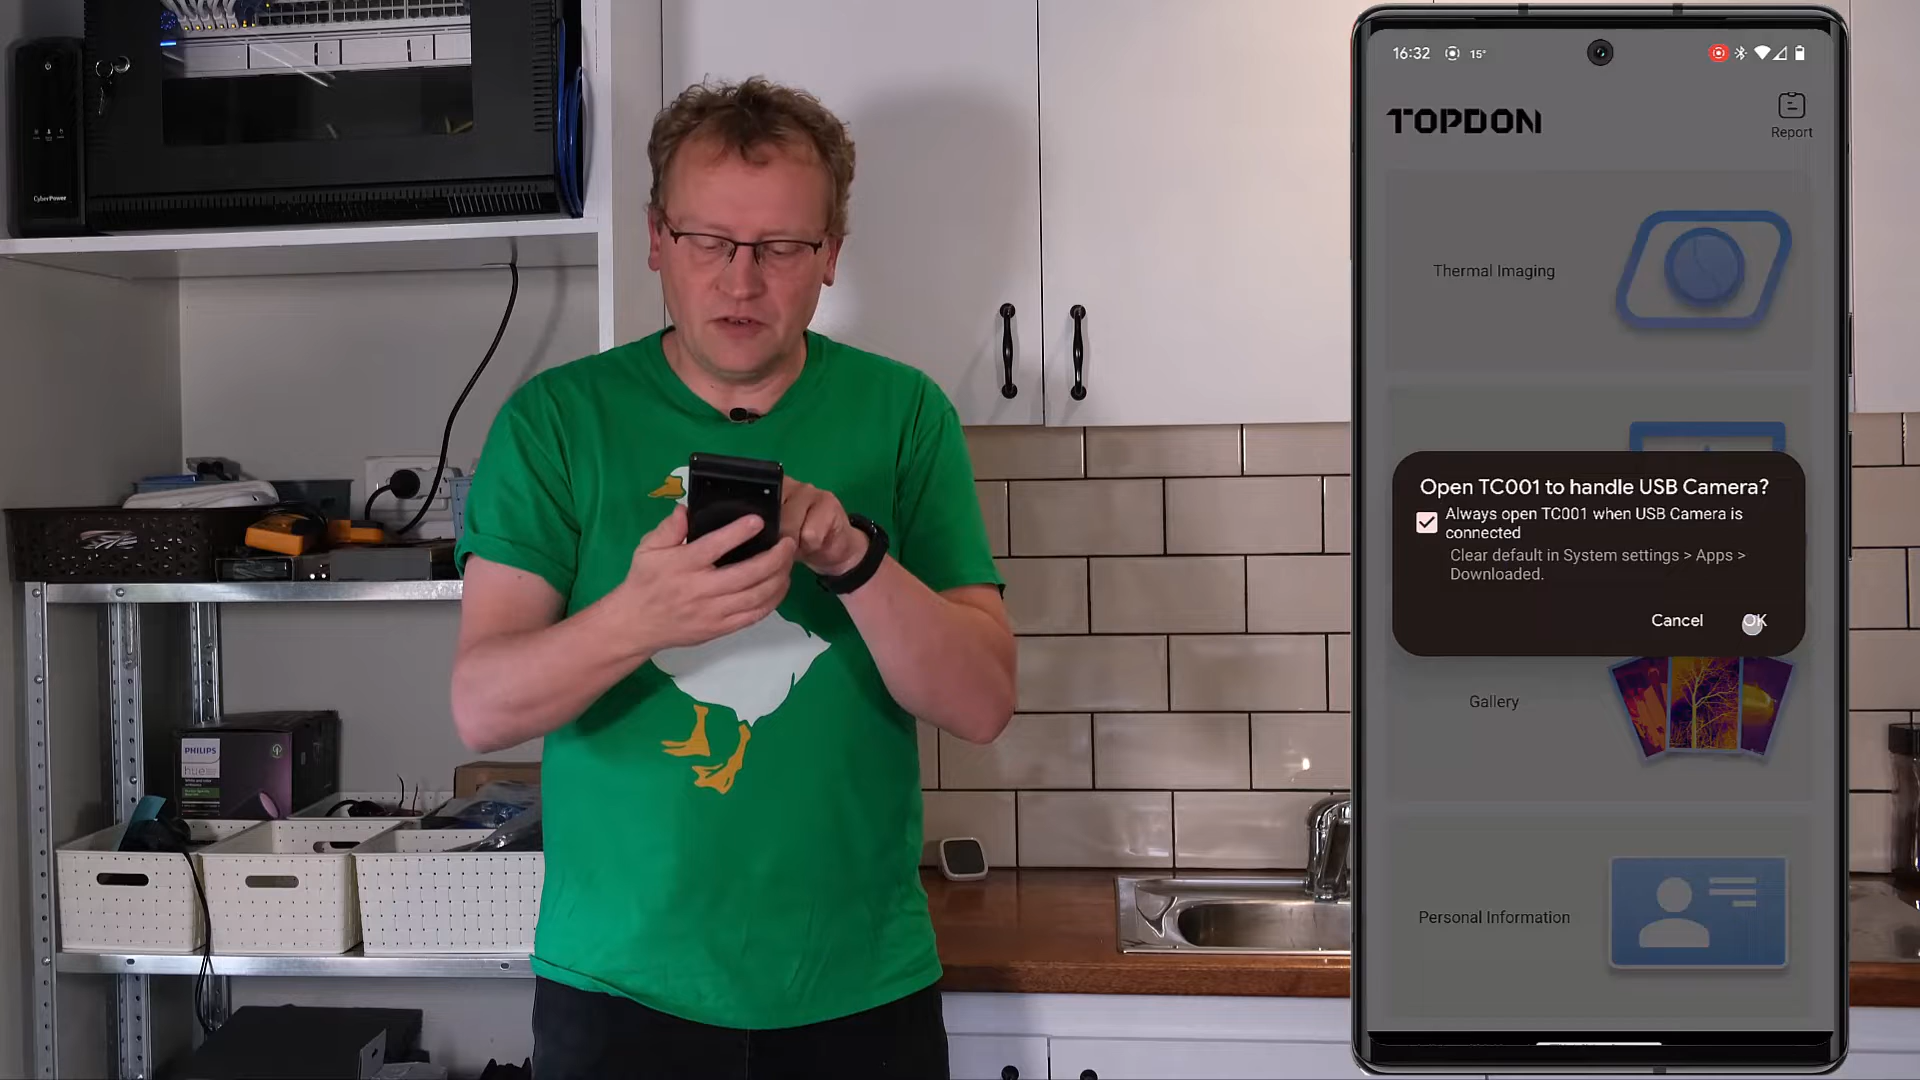 CyberPower
PHILIPS
hue
16:32
15°
TOPDON
Report
Thermal Imaging
Open TC001 to handle USB Camera?
Always open TC001 when USB Camera is
connected
Clear default in System settings > Apps >
Downloaded.
Cancel
OK
Gallery
Personal Information